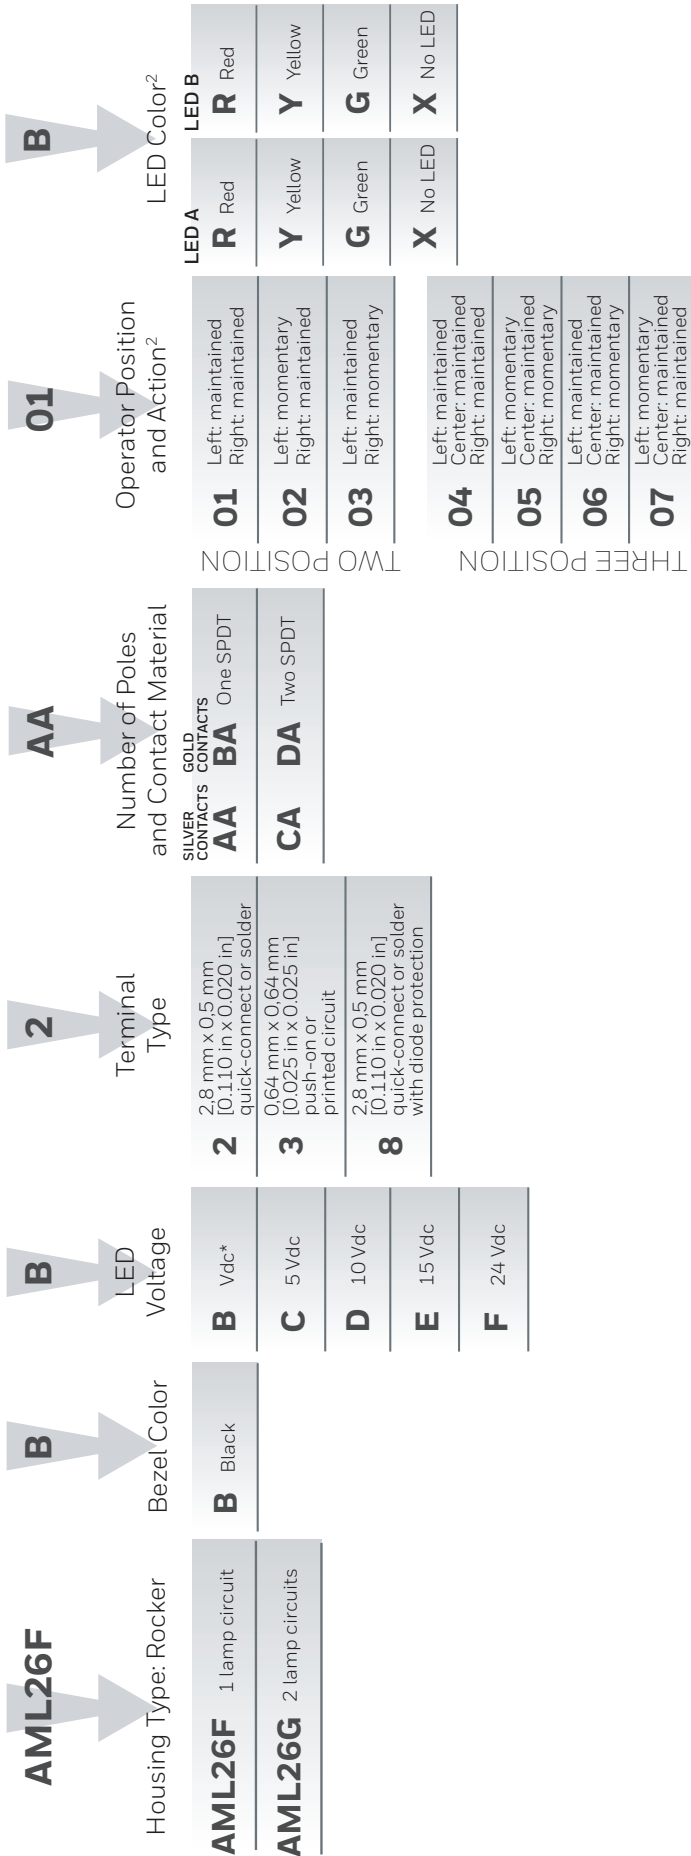 AML26F
Housing Type: Rocker
AML26F 1 lamp circuit
AML26G 2 lamp circuits
B
Bezel Color
B Black
B
LED
Voltage
B Vdc*
C 5 Vdc
D 10 Vdc
E 15 Vdc
F 24 Vdc
2
Terminal
Type
2 2,8 mm x 0,5 mm
[0.110 in x 0.020 in]
quick-connect or solder
3 0,64 mm x 0,64 mm
[0.025 in x 0.025 in]
push-on or
printed circuit
8 2,8 mm x 0,5 mm
[0.110 in x 0.020 in]
quick-connect or solder
with diode protection
AA
Number of Poles
and Contact Material
SILVER CONTACTS
GOLD CONTACTS
AA BA One SPDT
CA DA Two SPDT
01
Operator Position
and Action²
TWO POSITION
01 Left: maintained
Right: maintained
02 Left: momentary
Right: maintained
03 Left: maintained
Right: momentary
THREE POSITION
04 Left: maintained
Center: maintained
Right: maintained
05 Left: momentary
Center: maintained
Right: momentary
06 Left: maintained
Center: maintained
Right: momentary
07 Left: momentary
Center: maintained
Right: maintained
B
LED Color²
LED A LED B
R Red R Red
Y Yellow Y Yellow
G Green G Green
X No LED X No LED